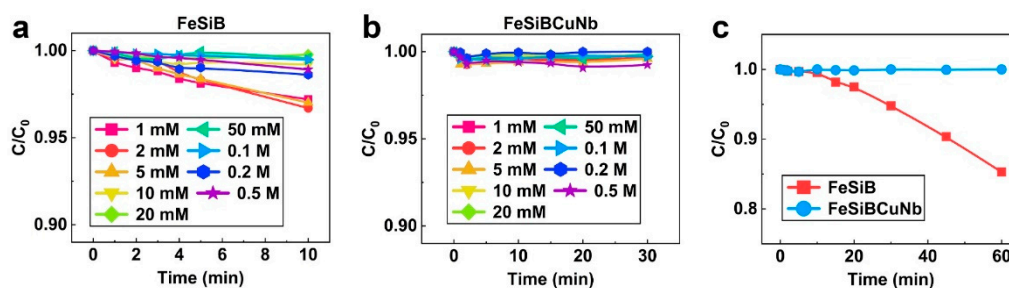 a
FeSiB
C/C0
1.00
0.95
0.90
1 mM
2 mM
5 mM
10 mM
20 mM
50 mM
0.1 M
0.2 M
0.5 M
0 2 4 6 8 10
Time (min)
b
FeSiBCuNb
C/C0
1.00
0.95
0.90
1 mM
2 mM
5 mM
10 mM
20 mM
50 mM
0.1 M
0.2 M
0.5 M
0 10 20 30
Time (min)
c
C/C0
1.0
0.9
0.8
FeSiB
FeSiBCuNb
0 20 40 60
Time (min)